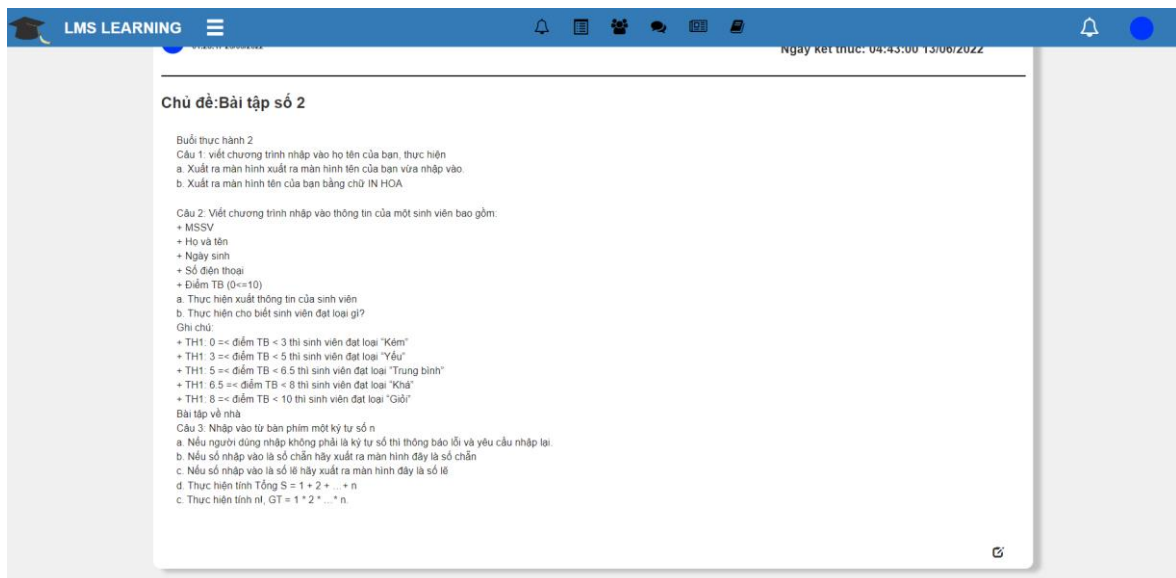 LMS LEARNING
Ngày kết thúc: 04:43:00 13/06/2022
Chủ đề:Bài tập số 2
Buổi thực hành 2
Câu 1: viết chương trình nhập vào họ tên của bạn, thực hiện
a. Xuất ra màn hình xuất ra màn hình tên của bạn vừa nhập vào.
b. Xuất ra màn hình tên của bạn bằng chữ IN HOA
Câu 2: Viết chương trình nhập vào thông tin của một sinh viên bao gồm:
+ MSSV
+ Họ và tên
+ Ngày sinh
+ Số điện thoại
+ Điểm TB (0<=10)
a. Thực hiện xuất thông tin của sinh viên
b. Thực hiện cho biết sinh viên đạt loại gì?
Ghi chú:
+ TH1: 0 =< điểm TB < 3 thì sinh viên đạt loại “Kém”
+ TH1: 3 =< điểm TB < 5 thì sinh viên đạt loại “Yếu”
+ TH1: 5 =< điểm TB < 6.5 thì sinh viên đạt loại “Trung bình”
+ TH1: 6.5 =< điểm TB < 8 thì sinh viên đạt loại “Khá”
+ TH1: 8 =< điểm TB < 10 thì sinh viên đạt loại “Giỏi”
Bài tập về nhà
Câu 3: Nhập vào từ bàn phím một ký tự số n
a. Nếu người dùng nhập không phải là ký tự số thì thông báo lỗi và yêu cầu nhập lại.
b. Nếu số nhập vào là số chẵn hãy xuất ra màn hình đây là số chẵn
c. Nếu số nhập vào là số lẽ hãy xuất ra màn hình đây là số lẽ
d. Thực hiện tính Tổng S = 1 + 2 + ...+ n
c. Thực hiện tính n!, GT = 1 * 2 * ...* n.